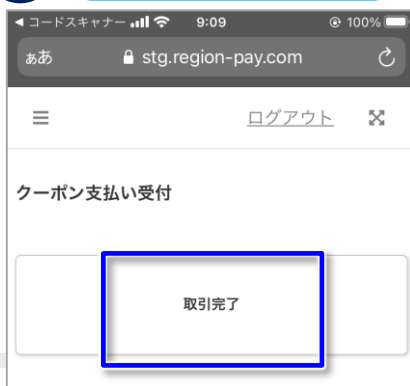 ◀コードスキャナー 9:09 100%
ぁあ stg.region-pay.com
ログアウト
クーポン支払い受付
取引完了